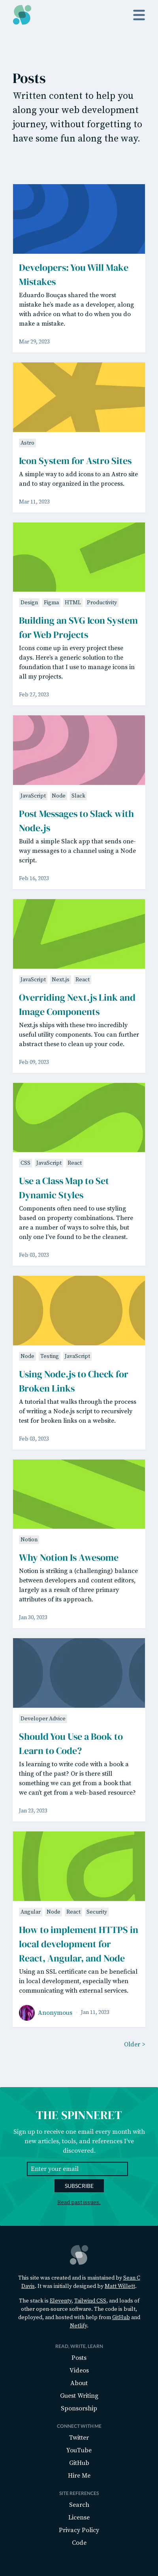 Posts
Written content to help you
along your web development
journey, without forgetting to
have some fun along the way.
Developers: You Will Make
Mistakes
Eduardo Bouças shared the worst
mistake he's made as a developer, along
with advice on what to do when you do
make a mistake.
Mar 29, 2023
Astro
Icon System for Astro Sites
A simple way to add icons to an Astro site
and to stay organized in the process.
Mar 11, 2023
Design Figma HTML Productivity
Building an SVG Icon System
for Web Projects
Icons come up in every project these
days. Here's a generic solution to the
foundation that I use to manage icons in
all my projects.
Feb 27, 2023
JavaScript Node Slack
Post Messages to Slack with
Node.js
Build a simple Slack app that sends one-
way messages to a channel using a Node
script.
Feb 16, 2023
JavaScript Next.js React
Overriding Next.js Link and
Image Components
Next.js ships with these two incredibly
useful utility components. You can further
abstract them to clean up your code.
Feb 09, 2023
CSS JavaScript React
Use a Class Map to Set
Dynamic Styles
Components often need to use styling
based on property combinations. There
are a number of ways to solve this, but
only one I've found to be the cleanest.
Feb 03, 2023
Node Testing JavaScript
Using Node.js to Check for
Broken Links
A tutorial that walks through the process
of writing a Node.js script to recursively
test for broken links on a website.
Feb 03, 2023
Notion
Why Notion Is Awesome
Notion is striking a (challenging) balance
between developers and non-developers,
largely as a result of three primary
attributes of its approach.
Jan 30, 2023
Developer Advice
Should You Use a Book to
Learn to Code?
Is learning to write code with a book a
thing of the past? Or is there still
something we can get from a book that
we can't get from a web-based resource?
Jan 23, 2023
Angular Node React Security
How to implement HTTPS in
local development for
React, Angular, and Node
Using an SSL certificate can be beneficial
in local development, especially when
communicating with external services.
Anonymous Jan 11, 2023
Older >
THE SPINNERET
Sign up to receive one email every month with
new articles, tools, and references I've
discovered.
Enter your email
SUBSCRIBE
Read past issues.
This site was created and is maintained by Sean C
Davis. It was initially designed by Matt Willett.
The stack is Eleventy, Tailwind CSS, and loads of
other open-source software. The code is built,
deployed, and hosted with help from GitHub and
Netlify.
READ, WRITE, LEARN
Posts
Videos
About
Guest Writing
Sponsorship
CONNECT WITH ME
Twitter
YouTube
GitHub
Hire Me
SITE REFERENCES
Search
License
Privacy Policy
Code